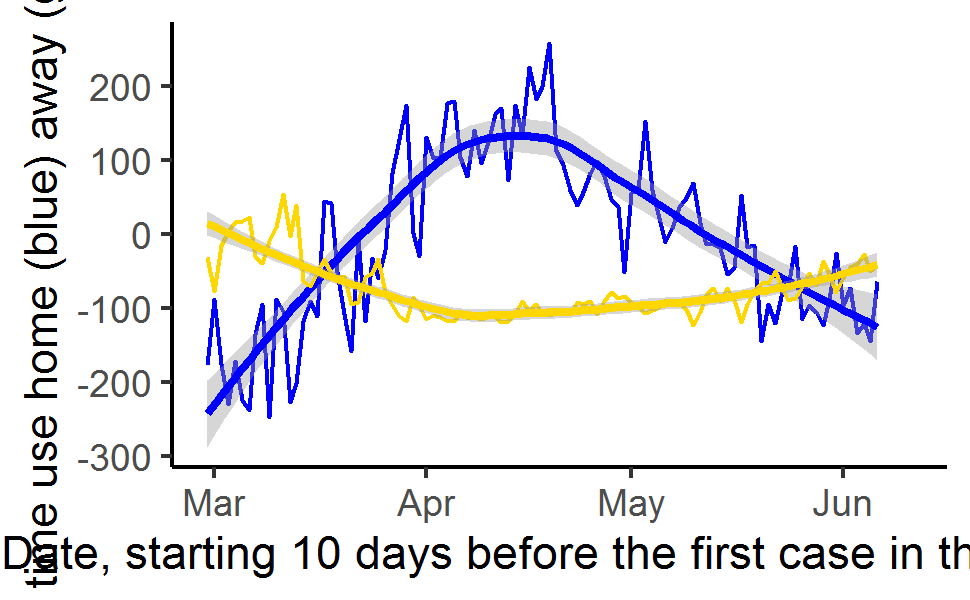 time use home (blue) away (
200
100
0
-100
-200
-300
Mar Apr May Jun
Date, starting 10 days before the first case in th